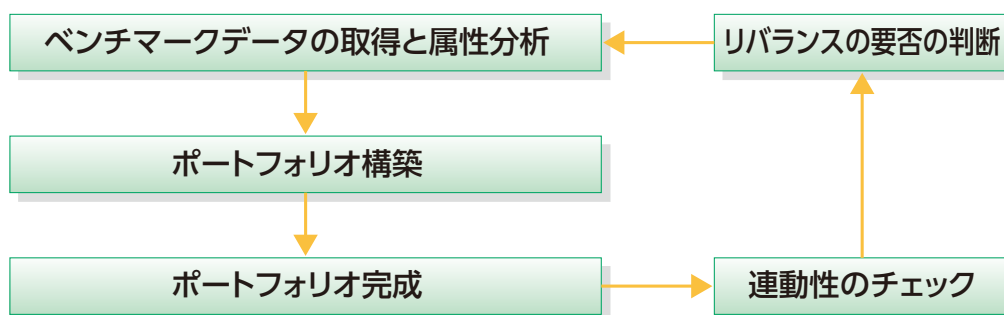 ベンチマークデータの取得と属性分析
リバランスの要否の判断
ポートフォリオ構築
ポートフォリオ完成
連動性のチェック